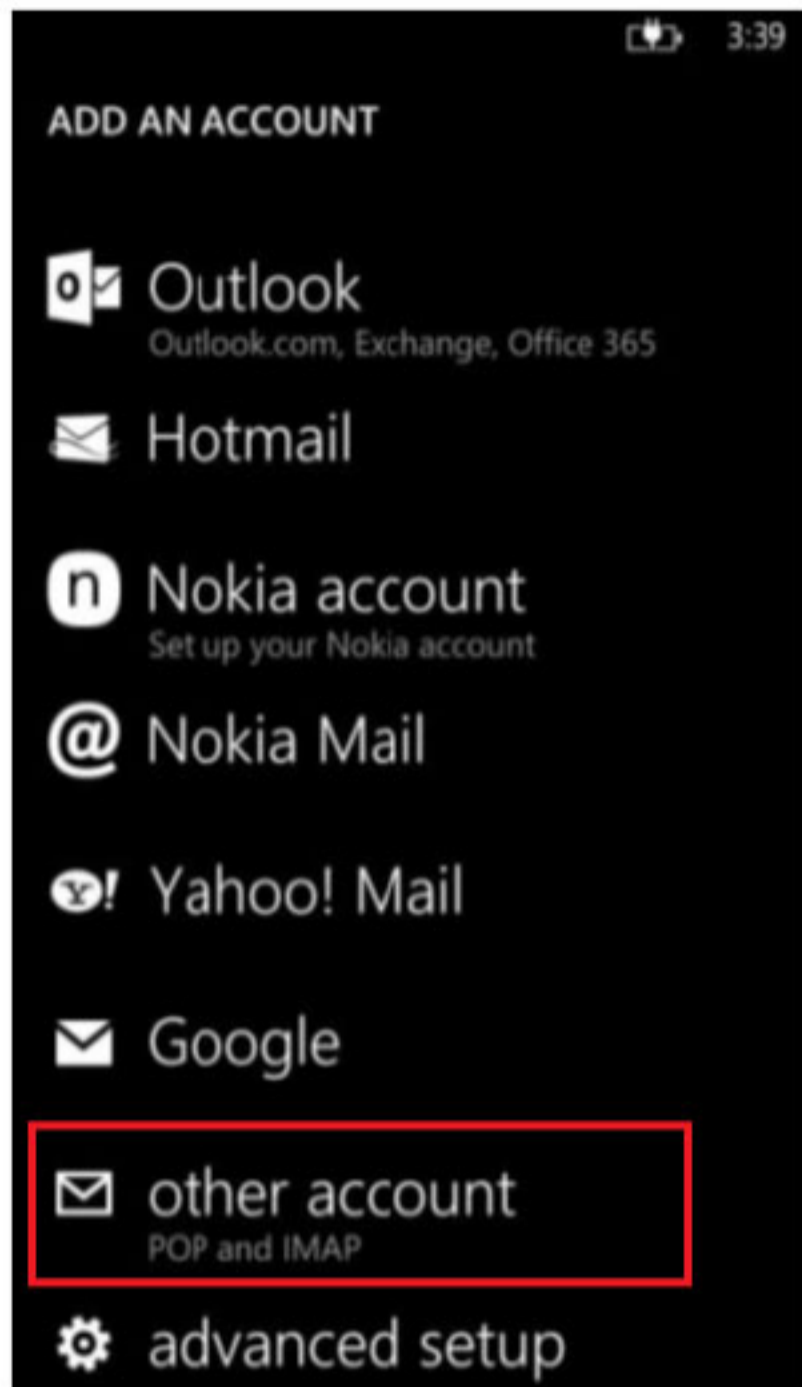 3:39
ADD AN ACCOUNT
Outlook
Outlook.com, Exchange, Office 365
Hotmail
n Nokia account
Set up your Nokia account
@ Nokia Mail
Y! Yahoo! Mail
Google
other account
POP and IMAP
advanced setup